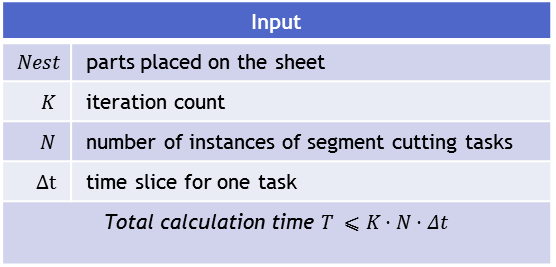 Input
Nest parts placed on the sheet
K iteration count
N number of instances of segment cutting tasks
Δt time slice for one task
Total calculation time T ⩽ K · N · Δt